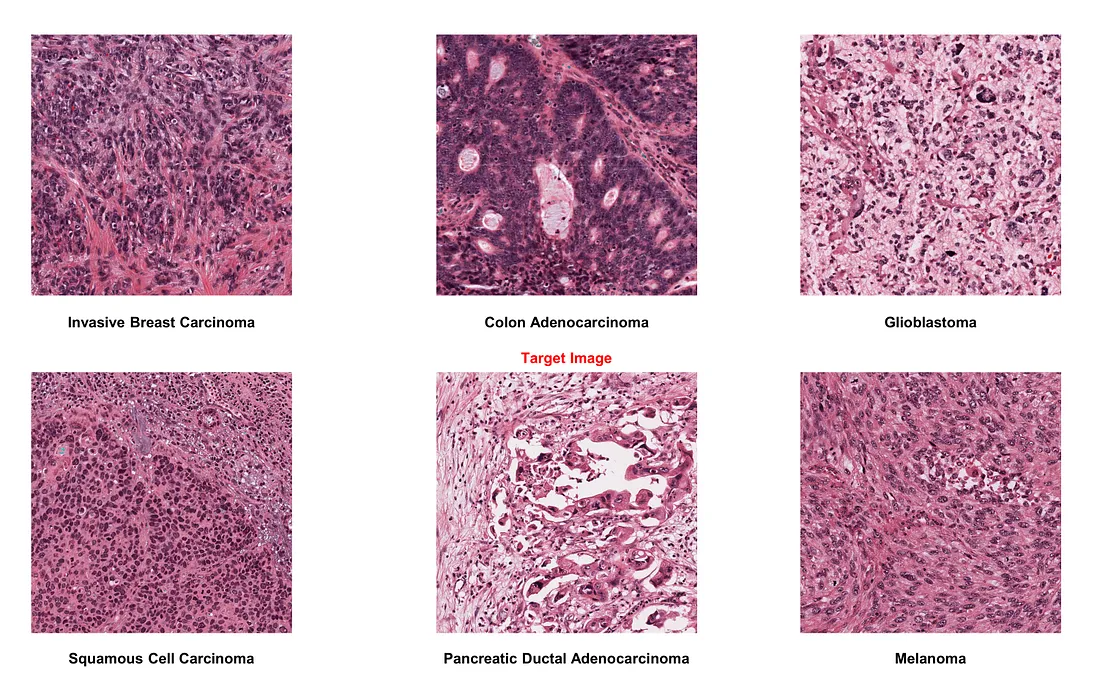 Invasive Breast Carcinoma
Colon Adenocarcinoma
Glioblastoma
Target Image
Squamous Cell Carcinoma
Pancreatic Ductal Adenocarcinoma
Melanoma